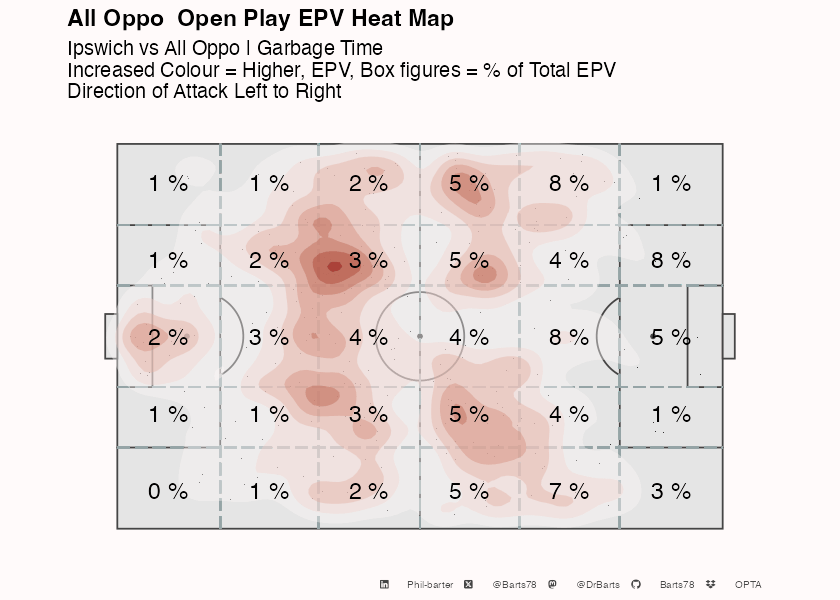 All Oppo  Open Play EPV Heat Map
Ipswich vs All Oppo | Garbage Time
Increased Colour = Higher, EPV, Box figures = % of Total EPV
Direction of Attack Left to Right
1 % 1 % 2 % 5 % 8 % 1 %
1 % 2 % 3 % 5 % 4 % 8 %
2 % 3 % 4 % 4 % 8 % 5 %
1 % 1 % 3 % 5 % 4 % 1 %
0 % 1 % 2 % 5 % 7 % 3 %
Phil-barter @Barts78 @DrBarts Barts78 OPTA